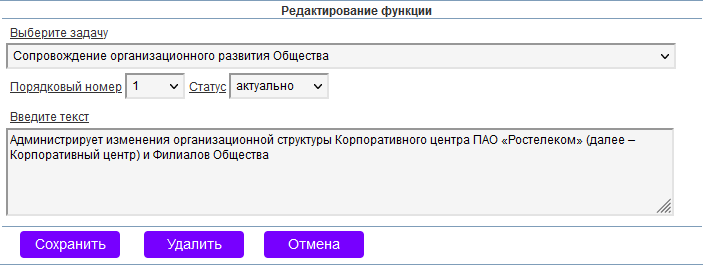 Редактирование функции
Выберите задачу
Сопровождение организационного развития Общества
Порядковый номер 1 Статус актуально
Введите текст
Администрирует изменения организационной структуры Корпоративного центра ПАО «Ростелеком» (далее –
Корпоративный центр) и Филиалов Общества
Сохранить Удалить Отмена